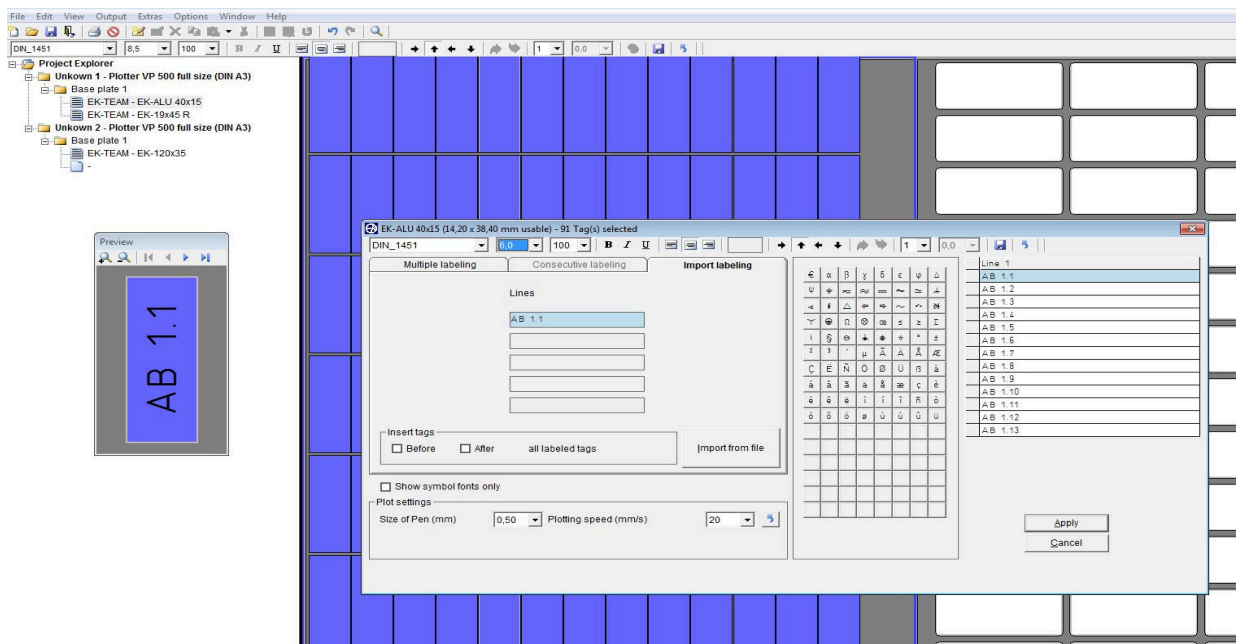 File Edit View Output Extras Options Window Help
DIN_1451 8,5 100 B I U 1 0,0
Project Explorer
Unkown 1 - Plotter VP 500 full size (DIN A3)
Base plate 1
EK-TEAM - EK-ALU 40x15
EK-TEAM - EK-19x45 R
Unkown 2 - Plotter VP 500 full size (DIN A3)
Base plate 1
EK-TEAM - EK-120x35
-
Preview
AB 1.1
EK-ALU 40x15 (14,20 x 38,40 mm usable) - 91 Tag(s) selected
DIN_1451 6,0 100 B I U 1 0,0
Multiple labeling Consecutive labeling Import labeling
Lines
AB 1.1
Insert tags
Before After all labeled tags
Import from file
Show symbol fonts only
Plot settings
Size of Pen (mm) 0,50 Plotting speed (mm/s) 20
€ α β γ δ ε φ Δ
Line 1
AB 1.1
AB 1.2
AB 1.3
AB 1.4
AB 1.5
AB 1.6
AB 1.7
AB 1.8
AB 1.9
AB 1.10
AB 1.11
AB 1.12
AB 1.13
Apply
Cancel